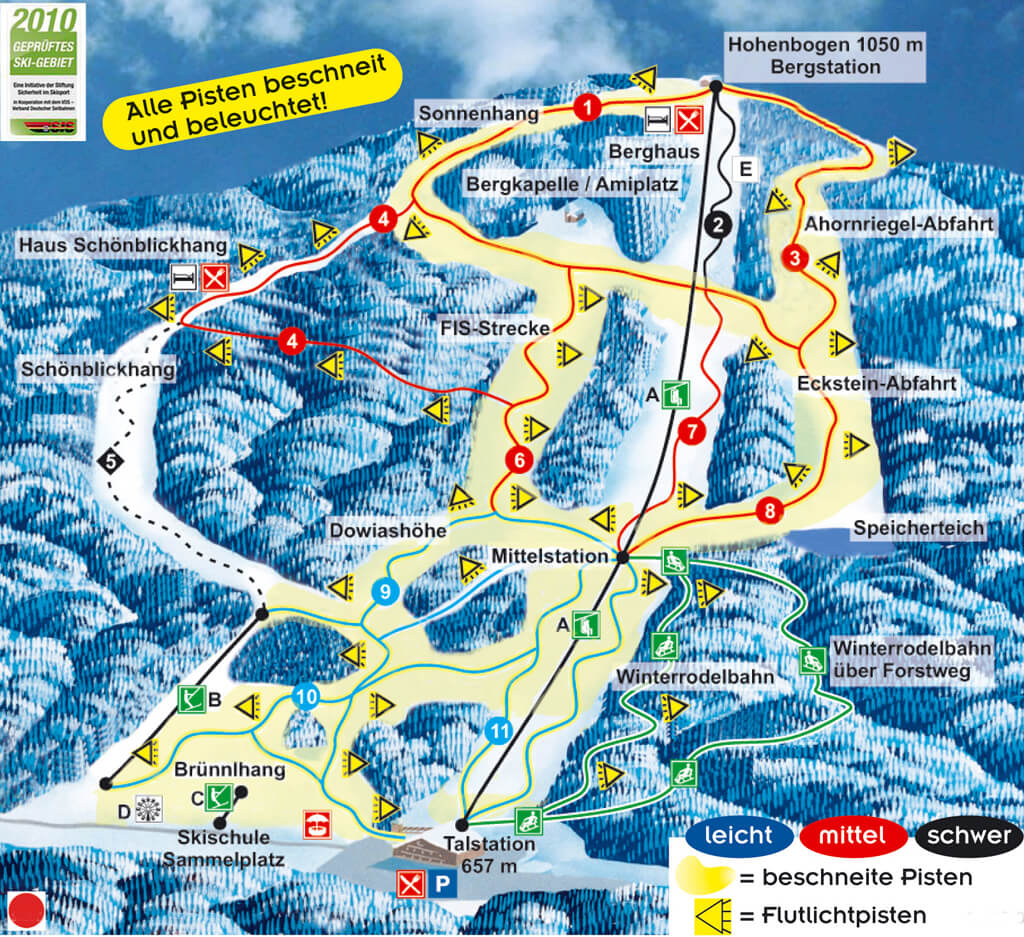 2010
GEPRÜFTES
SKI-GEBIET
Eine Initiative der Stiftung
Sicherheit im Skisport
in Kooperation mit dem VDS –
Verband Deutscher Seilbahnen
SIS
Alle Pisten beschneit
und beleuchtet!
Hohenbogen 1050 m
Bergstation
1
Sonnenhang
Berghaus
E
Bergkapelle / Amiplatz
4
2
Ahornriegel-Abfahrt
Haus Schönblickhang
3
FIS-Strecke
4
Schönblickhang
Eckstein-Abfahrt
A
7
5
6
8
Dowiashöhe
Speicherteich
Mittelstation
9
A
Winterrodelbahn
über Forstweg
Winterrodelbahn
B
10
11
Brünnlhang
C
D
Skischule
Sammelplatz
Talstation
657 m
P
leicht
mittel
schwer
= beschneite Pisten
= Flutlichtpisten